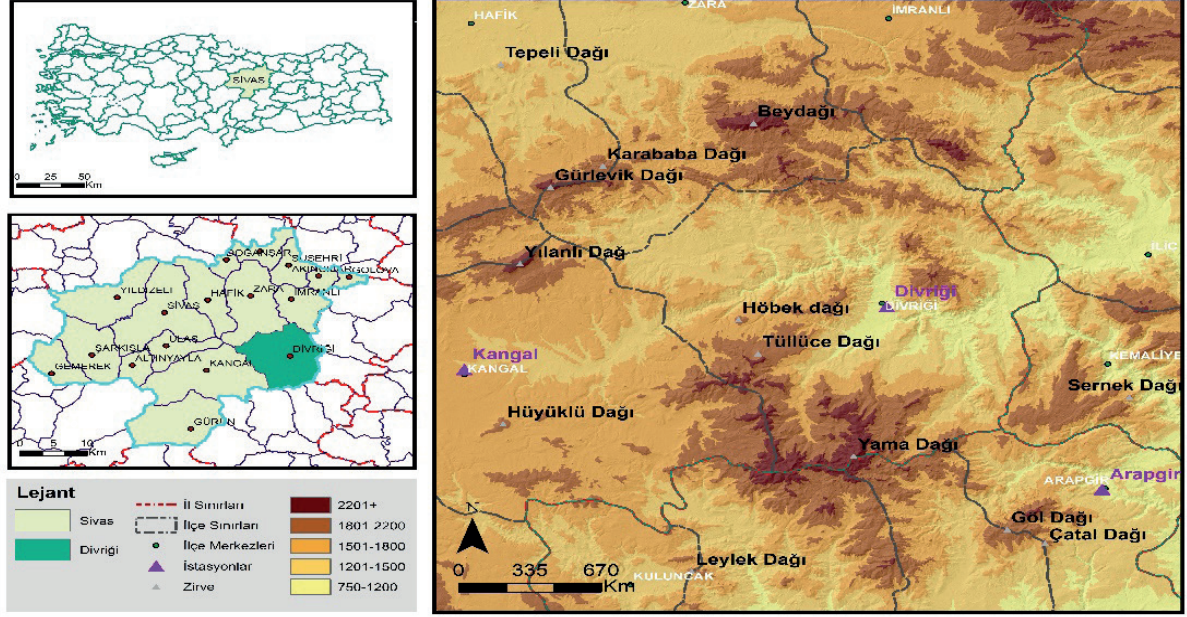 SİVAS
0 25 50
Km
DOĞANŞAR
SUŞEHRİ
AKINCILAR
GÖLOVA
YILDIZELİ
HAFİK
ZARA
İMRANLI
SİVAS
ŞARKIŞLA
ULAŞ
ALTINYAYLA
KANGAL
DİVRİĞİ
GEMEREK
GÜRÜN
0 5 10
Km
Lejant
Sivas
Divriği
İl Sınırları
İlçe Sınırları
İlçe Merkezleri
İstasyonlar
Zirve
2201+
1801 2200
1501-1800
1201-1500
750-1200
HAFİK
ZARA
İMRANLI
Tepeli Dağı
Beydağı
Karababa Dağı
Gürlevik Dağı
Yılanlı Dağ
İLİÇ
Divriği
DİVRİĞİ
Höbek dağı
Tüllüce Dağı
Kangal
KANGAL
KEMALİYE
Sernek Dağı
Hüyüklü Dağı
Yama Dağı
Arapgir
ARAPGİR
Göl Dağı
Çatal Dağı
Leylek Dağı
KULUNCAK
N
0 335 670
Km